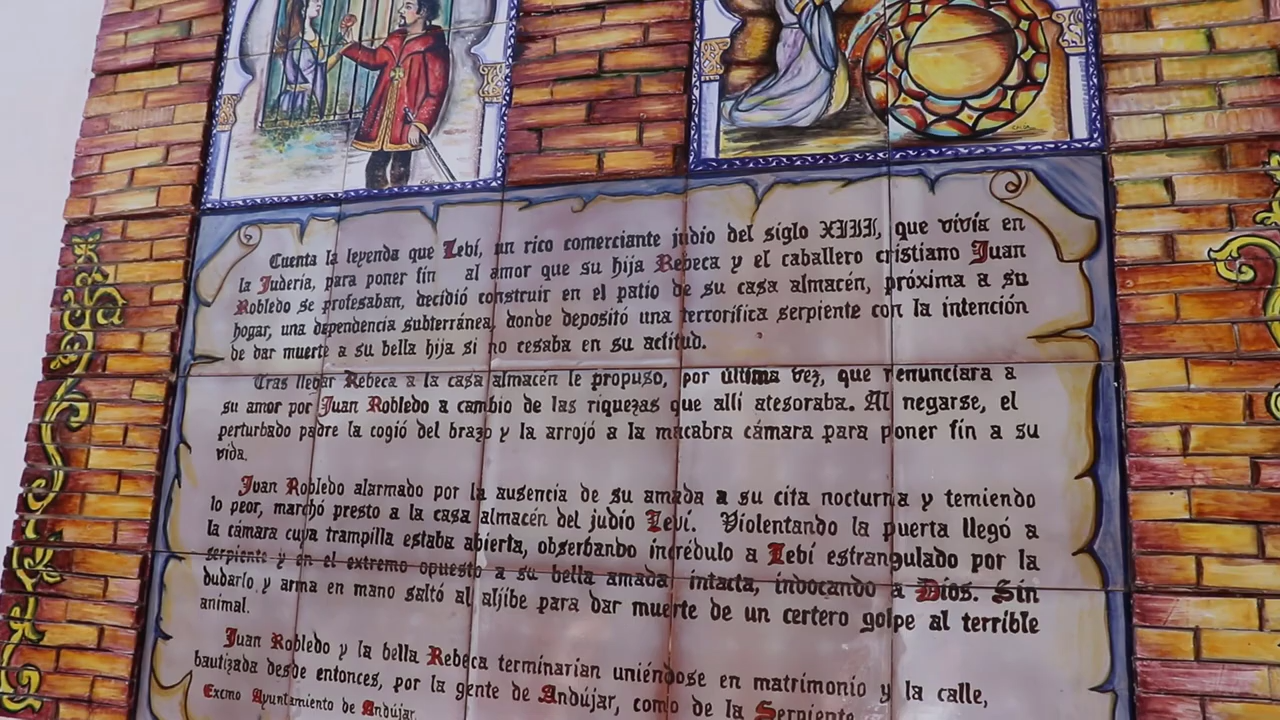 Cuenta la leyenda que Lebí, un rico comerciante judio del siglo XIIII, que vivía en
la Judería, para poner fin al amor que su hija Rebeca y el caballero cristiano Juan
Robledo se profesaban, decidió construir en el patio de su casa almacén, próxima a su
hogar, una dependencia subterránea, donde depositó una terrorífica serpiente con la intención
de dar muerte a su bella hija si no cesaba en su actitud.
Tras llegar Rebeca a la casa almacén le propuso, por última vez, que renunciara a
su amor por Juan Robledo a cambio de las riquezas que allí atesoraba. Al negarse, el
perturbado padre la cogió del brazo y la arrojó a la macabra cámara para poner fin a su
vida.
Juan Robledo alarmado por la ausencia de su amada a su cita nocturna y temiendo
lo peor, marchó presto a la casa almacén del judío Leví. Violentando la puerta llegó a
la cámara cuya trampilla estaba abierta, obserbando incrédulo a Lebí estrangulado por la
serpiente y en el extremo opuesto a su bella amada intacta, indocando a Dios. Sin
dudarlo, y arma en mano saltó al aljibe para dar muerte de un certero golpe al terrible
animal.
Juan Robledo y la bella Rebeca terminarían uniéndose en matrimonio y la calle,
bautizada desde entonces, por la gente de Andújar, como de la Serpiente
Excmo Ayuntamiento de Andújar